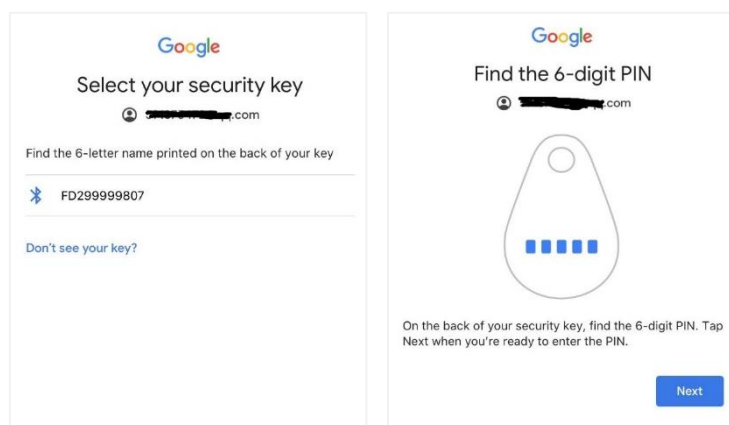 Google
Select your security key
.com
Find the 6-letter name printed on the back of your key
FD299999807
Don't see your key?
Google
Find the 6-digit PIN
.com
On the back of your security key, find the 6-digit PIN. Tap
Next when you're ready to enter the PIN.
Next